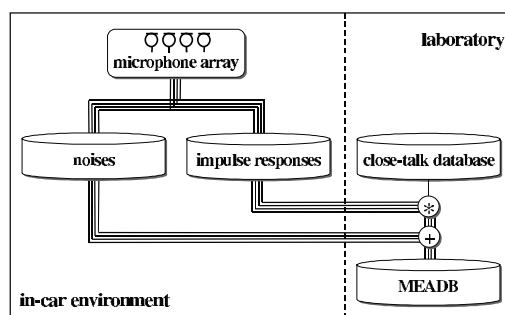 laboratory
microphone array
noises
impulse responses
close-talk database
*
+
MEADB
in-car environment